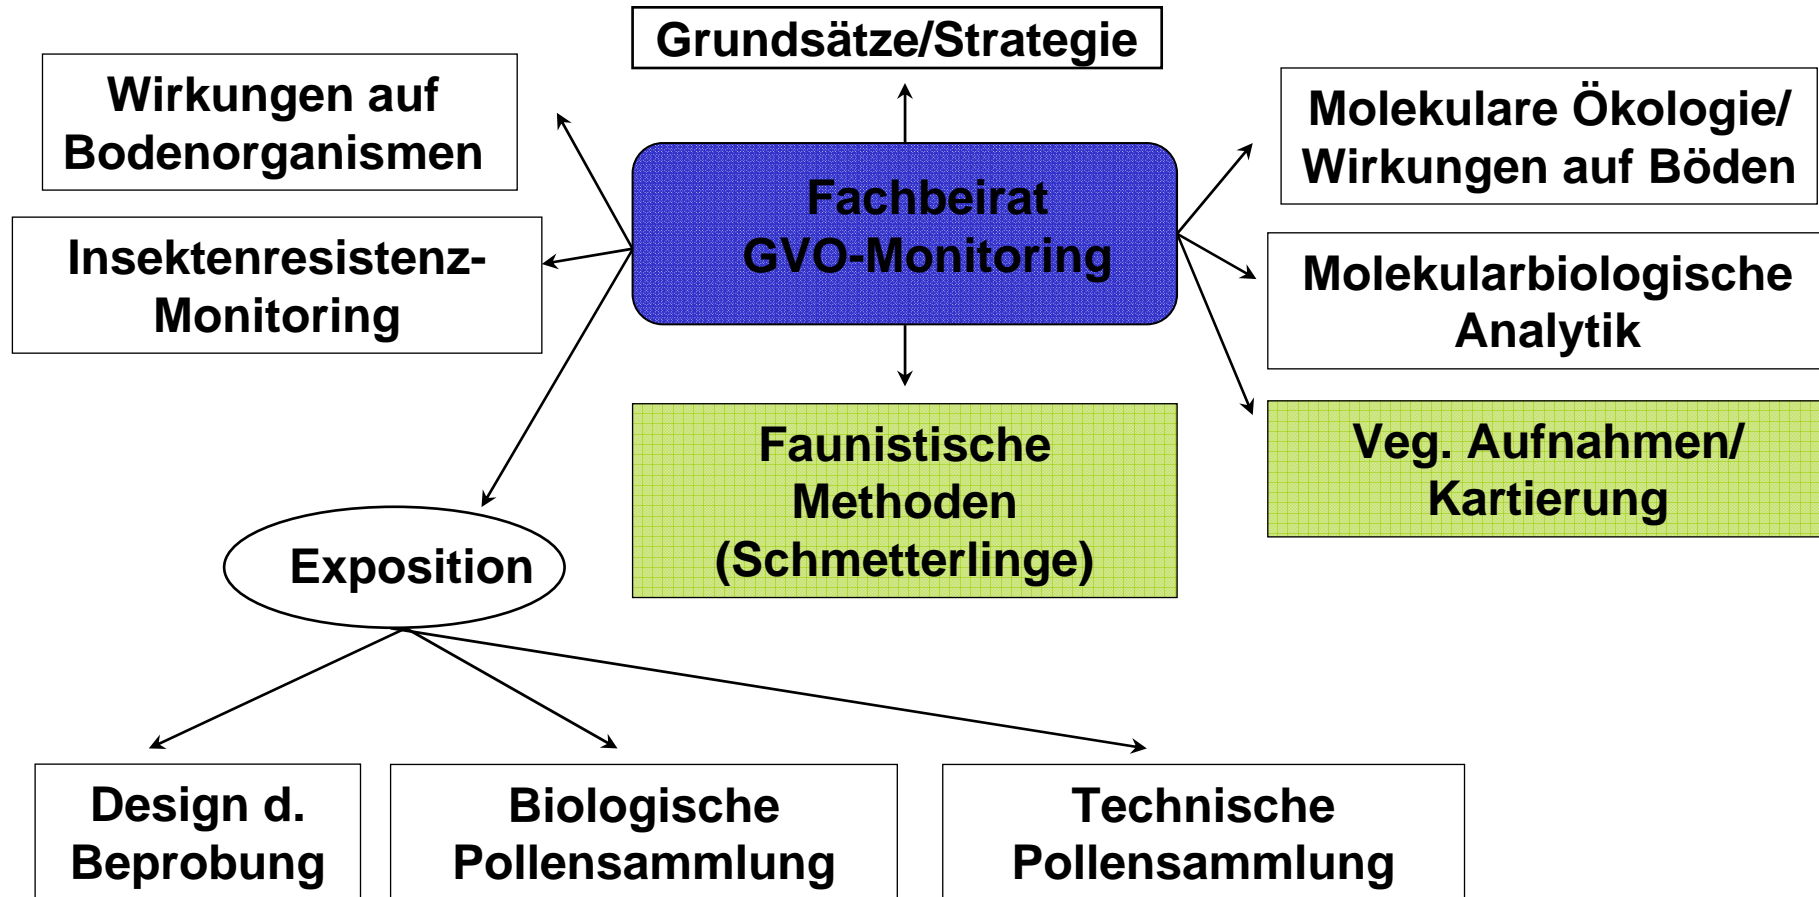 Grundsätze/Strategie
Wirkungen auf
Bodenorganismen
Molekulare Ökologie/
Wirkungen auf Böden
Fachbeirat
GVO-Monitoring
Insektenresistenz-
Monitoring
Molekularbiologische
Analytik
Faunistische
Methoden
(Schmetterlinge)
Veg. Aufnahmen/
Kartierung
Exposition
Design d.
Beprobung
Biologische
Pollensammlung
Technische
Pollensammlung